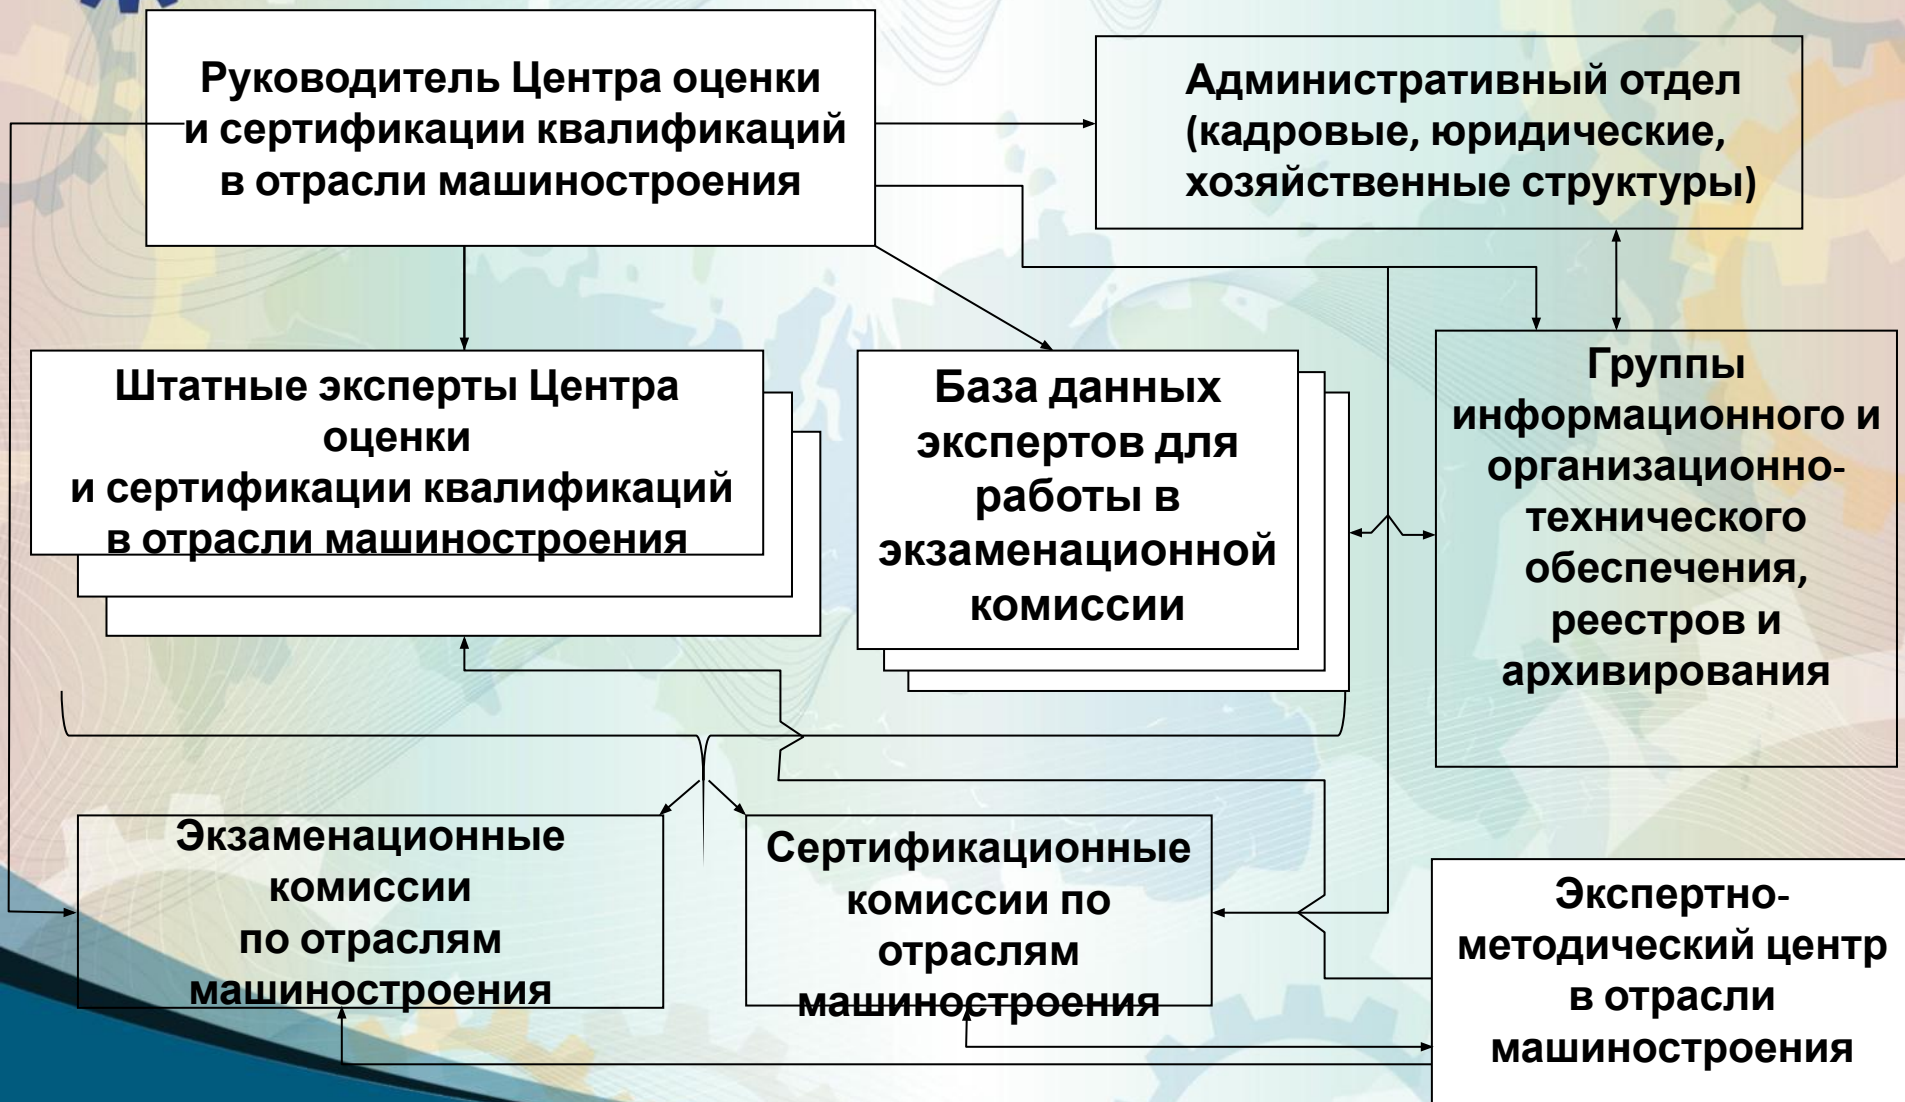 Руководитель Центра оценки
и сертификации квалификаций
в отрасли машиностроения
Административный отдел
(кадровые, юридические,
хозяйственные структуры)
Штатные эксперты Центра
оценки
и сертификации квалификаций
в отрасли машиностроения
База данных
экспертов для
работы в
экзаменационной
комиссии
Группы
информационного и
организационно-
технического
обеспечения,
реестров и
архивирования
Экзаменационные
комиссии
по отраслям
машиностроения
Сертификационные
комиссии по
отраслям
машиностроения
Экспертно-
методический центр
в отрасли
машиностроения